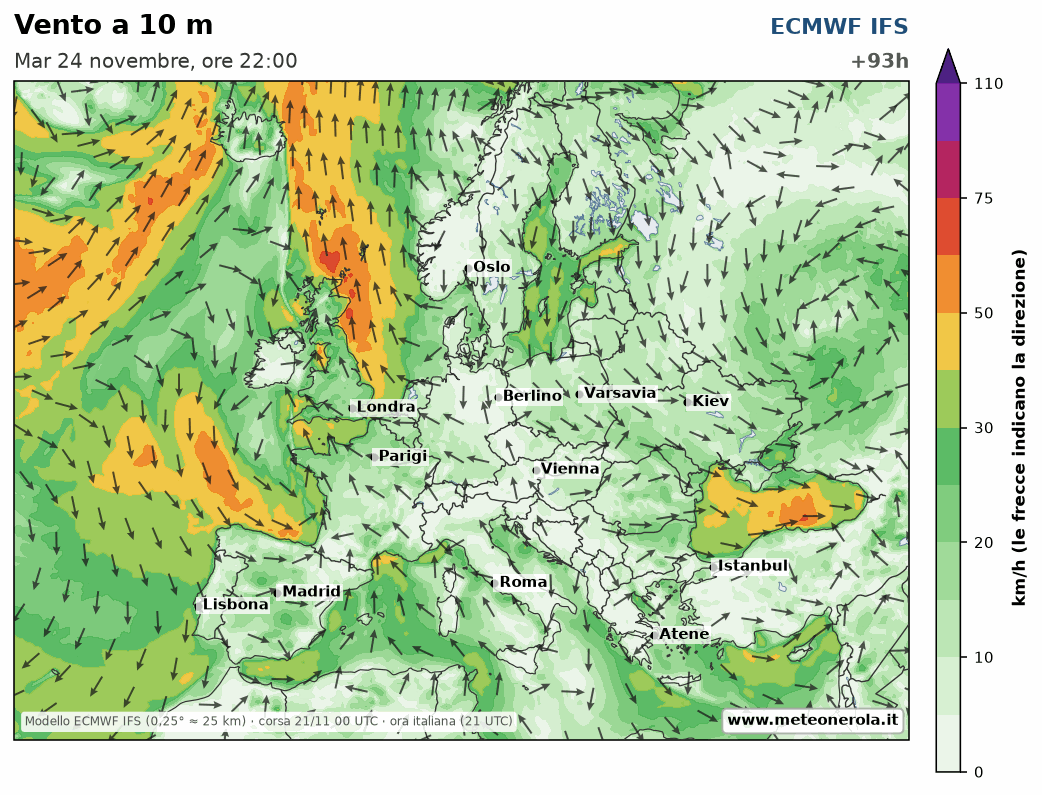 Vento a 10 m
ECMWF IFS
Mar 24 novembre, ore 22:00
+93h
110
75
50
30
20
10
0
km/h (le frecce indicano la direzione)
Oslo
Londra
Berlino
Varsavia
Kiev
Parigi
Vienna
Istanbul
Madrid
Roma
Lisbona
Atene
Modello ECMWF IFS (0,25° ≈ 25 km) · corsa 21/11 00 UTC · ora italiana (21 UTC)
www.meteonerola.it